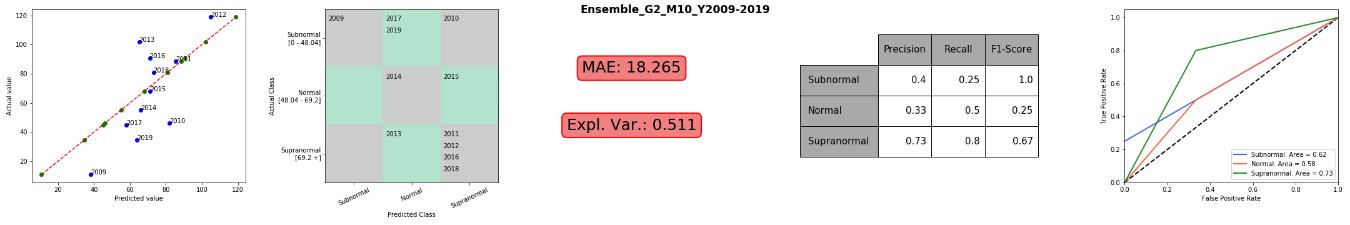 Ensemble_G2_M10_Y2009-2019
120
100
80
60
40
20
20
40
60
80
100
120
Actual value
Predicted value
2012
2013
2016
2011
2018
2015
2014
2017
2010
2019
2009
Actual Class
Subnormal
[0 - 48.04]
Normal
[48.04 - 69.2]
Supranormal
[69.2 +]
2009
2017
2019
2010
2014
2015
2013
2011
2012
2016
2018
Subnormal
Normal
Supranormal
Predicted Class
MAE: 18.265
Expl. Var.: 0.511
Precision Recall F1-Score
Subnormal 0.4 0.25 1.0
Normal 0.33 0.5 0.25
Supranormal 0.73 0.8 0.67
True Positive Rate
1.0
0.8
0.6
0.4
0.2
0.0
0.0
0.2
0.4
0.6
0.8
1.0
False Positive Rate
Subnormal. Area = 0.62
Normal. Area = 0.58
Supranormal. Area = 0.73